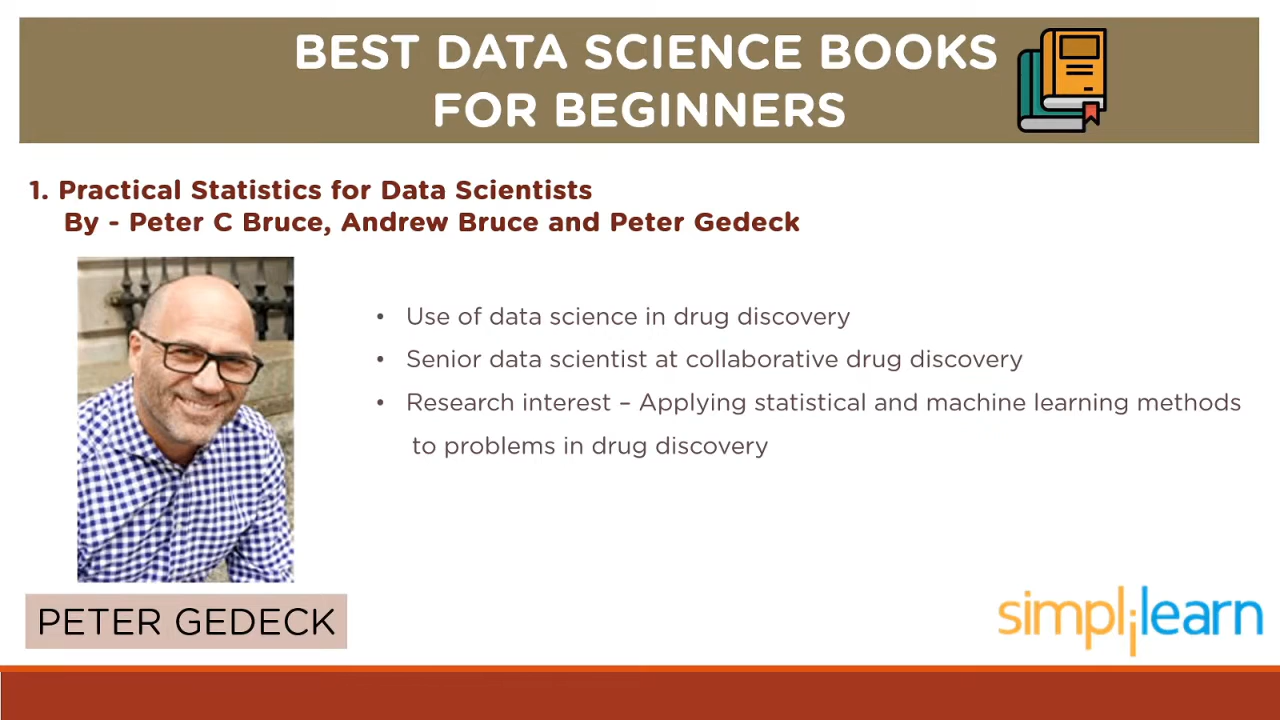 BEST DATA SCIENCE BOOKS
FOR BEGINNERS
1. Practical Statistics for Data Scientists
By - Peter C Bruce, Andrew Bruce and Peter Gedeck
• Use of data science in drug discovery
• Senior data scientist at collaborative drug discovery
• Research interest – Applying statistical and machine learning methods
to problems in drug discovery
PETER GEDECK
simplilearn